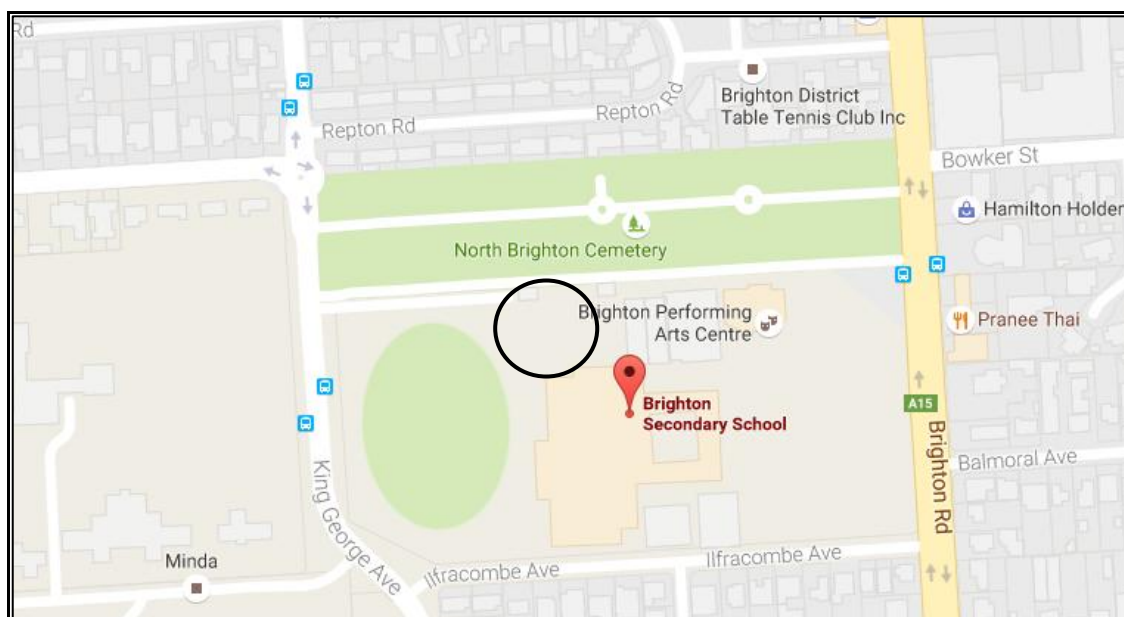 Rd
Repton Rd
Repton Rd
Brighton District
Table Tennis Club Inc
Bowker St
Hamilton Holden
North Brighton Cemetery
Brighton Performing
Arts Centre
Pranee Thai
Brighton
Secondary School
A15
Brighton Rd
Balmoral Ave
King George Ave
Minda
Ilfracombe Ave
Ilfracombe Ave